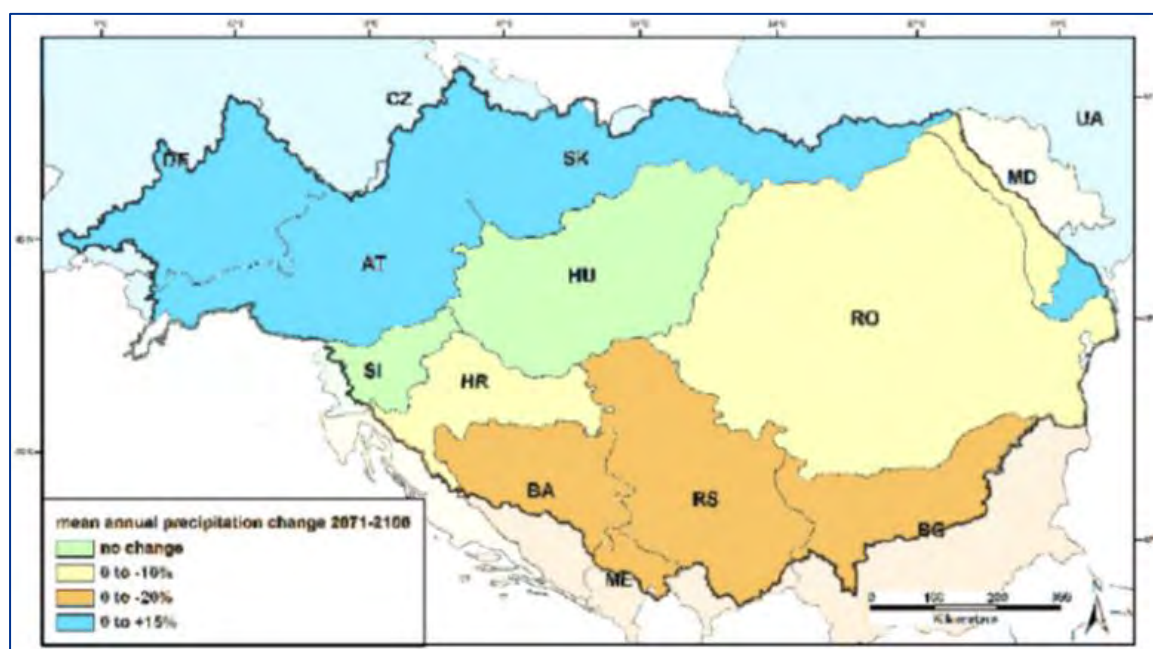 CZ
UA
DE
SK
MD
AT
HU
RO
SI
HR
BA
RS
BG
ME
mean annual precipitation change 2071-2100
no change
0 to -10%
0 to -20%
0 to +15%
N
0 100 200 300
Kilometres